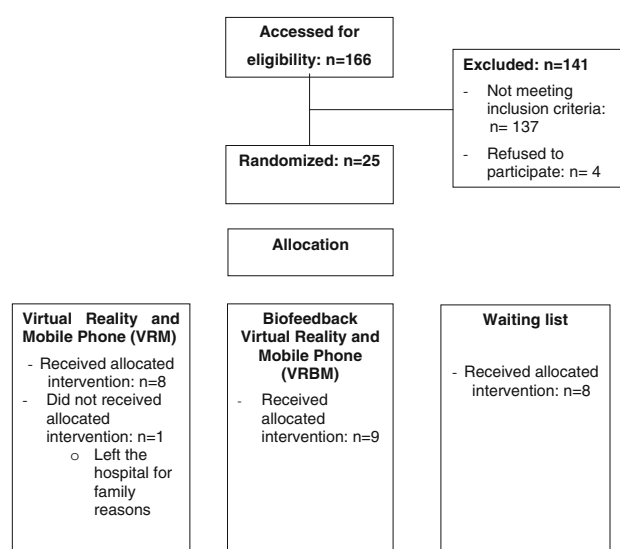 Accessed for
eligibility: n=166
Excluded: n=141
- Not meeting
inclusion criteria:
n= 137
- Refused to
participate: n= 4
Randomized: n=25
Allocation
Virtual Reality and
Mobile Phone (VRM)
- Received allocated
intervention: n=8
- Did not received
allocated
intervention: n=1
o Left the
hospital for
family
reasons
Biofeedback
Virtual Reality and
Mobile Phone
(VRBM)
- Received
allocated
intervention: n=9
Waiting list
- Received allocated
intervention: n=8